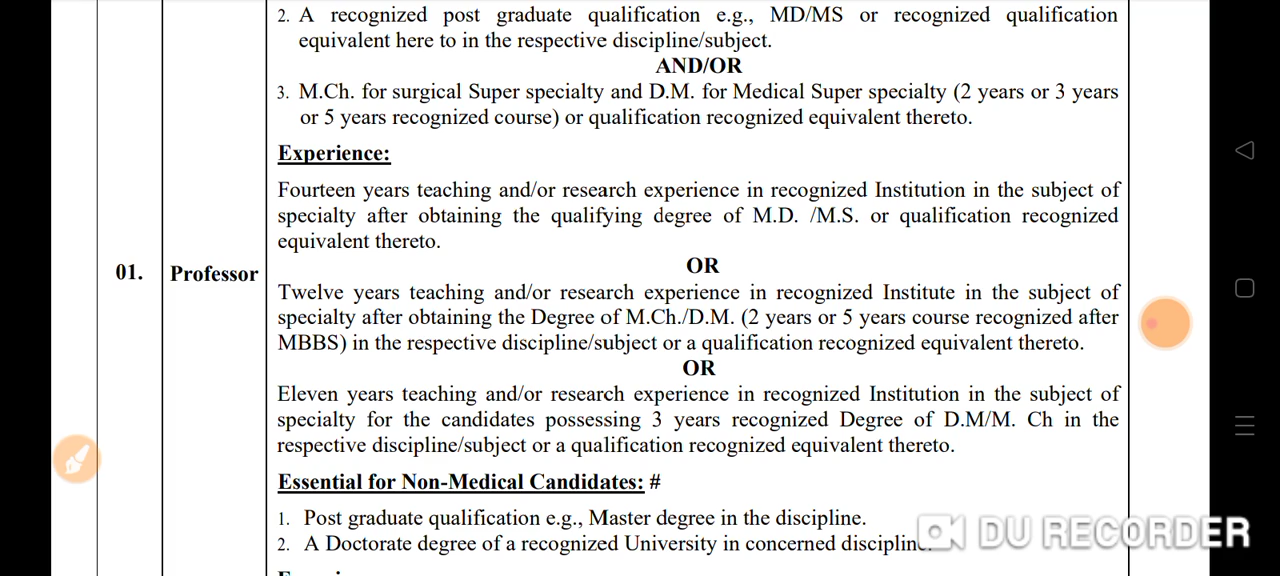 2. A recognized post graduate qualification e.g., MD/MS or recognized qualification
equivalent here to in the respective discipline/subject.
AND/OR
3. M.Ch. for surgical Super specialty and D.M. for Medical Super specialty (2 years or 3 years
or 5 years recognized course) or qualification recognized equivalent thereto.
Experience:
Fourteen years teaching and/or research experience in recognized Institution in the subject of
specialty after obtaining the qualifying degree of M.D. /M.S. or qualification recognized
equivalent thereto.
OR
01. Professor
Twelve years teaching and/or research experience in recognized Institute in the subject of
specialty after obtaining the Degree of M.Ch./D.M. (2 years or 5 years course recognized after
MBBS) in the respective discipline/subject or a qualification recognized equivalent thereto.
OR
Eleven years teaching and/or research experience in recognized Institution in the subject of
specialty for the candidates possessing 3 years recognized Degree of D.M/M. Ch in the
respective discipline/subject or a qualification recognized equivalent thereto.
Essential for Non-Medical Candidates: #
1. Post graduate qualification e.g., Master degree in the discipline.
2. A Doctorate degree of a recognized University in concerned discipline.
DU RECORDER